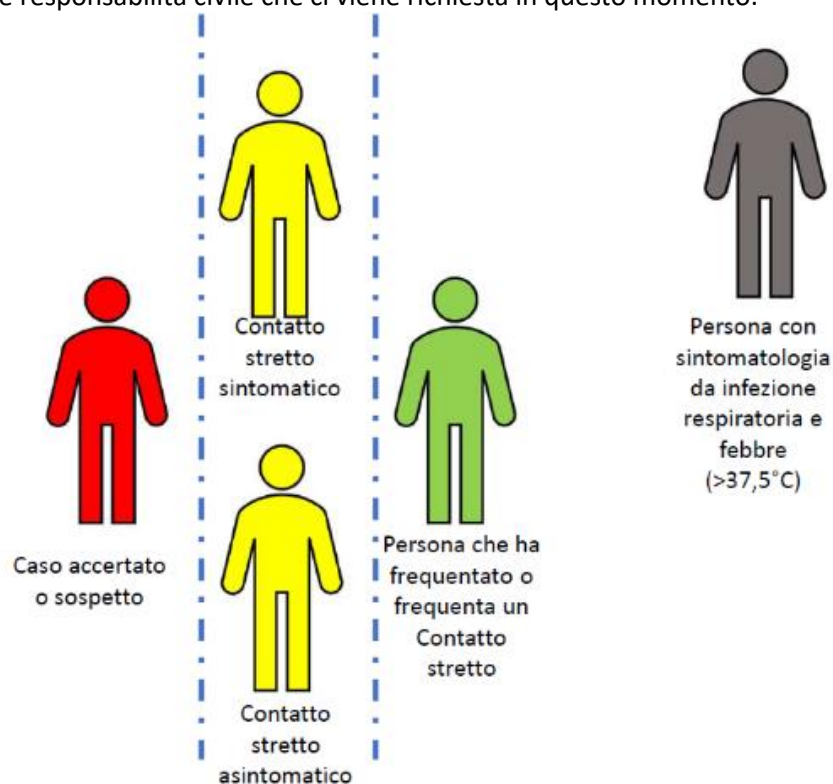 e responsabilità civile che ci viene richiesta in questo momento.
Contatto
stretto
sintomatico
Persona con
sintomatologia
da infezione
respiratoria e
febbre
(>37,5°C)
Caso accertato
o sospetto
Persona che ha
frequentato o
frequenta un
Contatto
stretto
Contatto
stretto
asintomatico